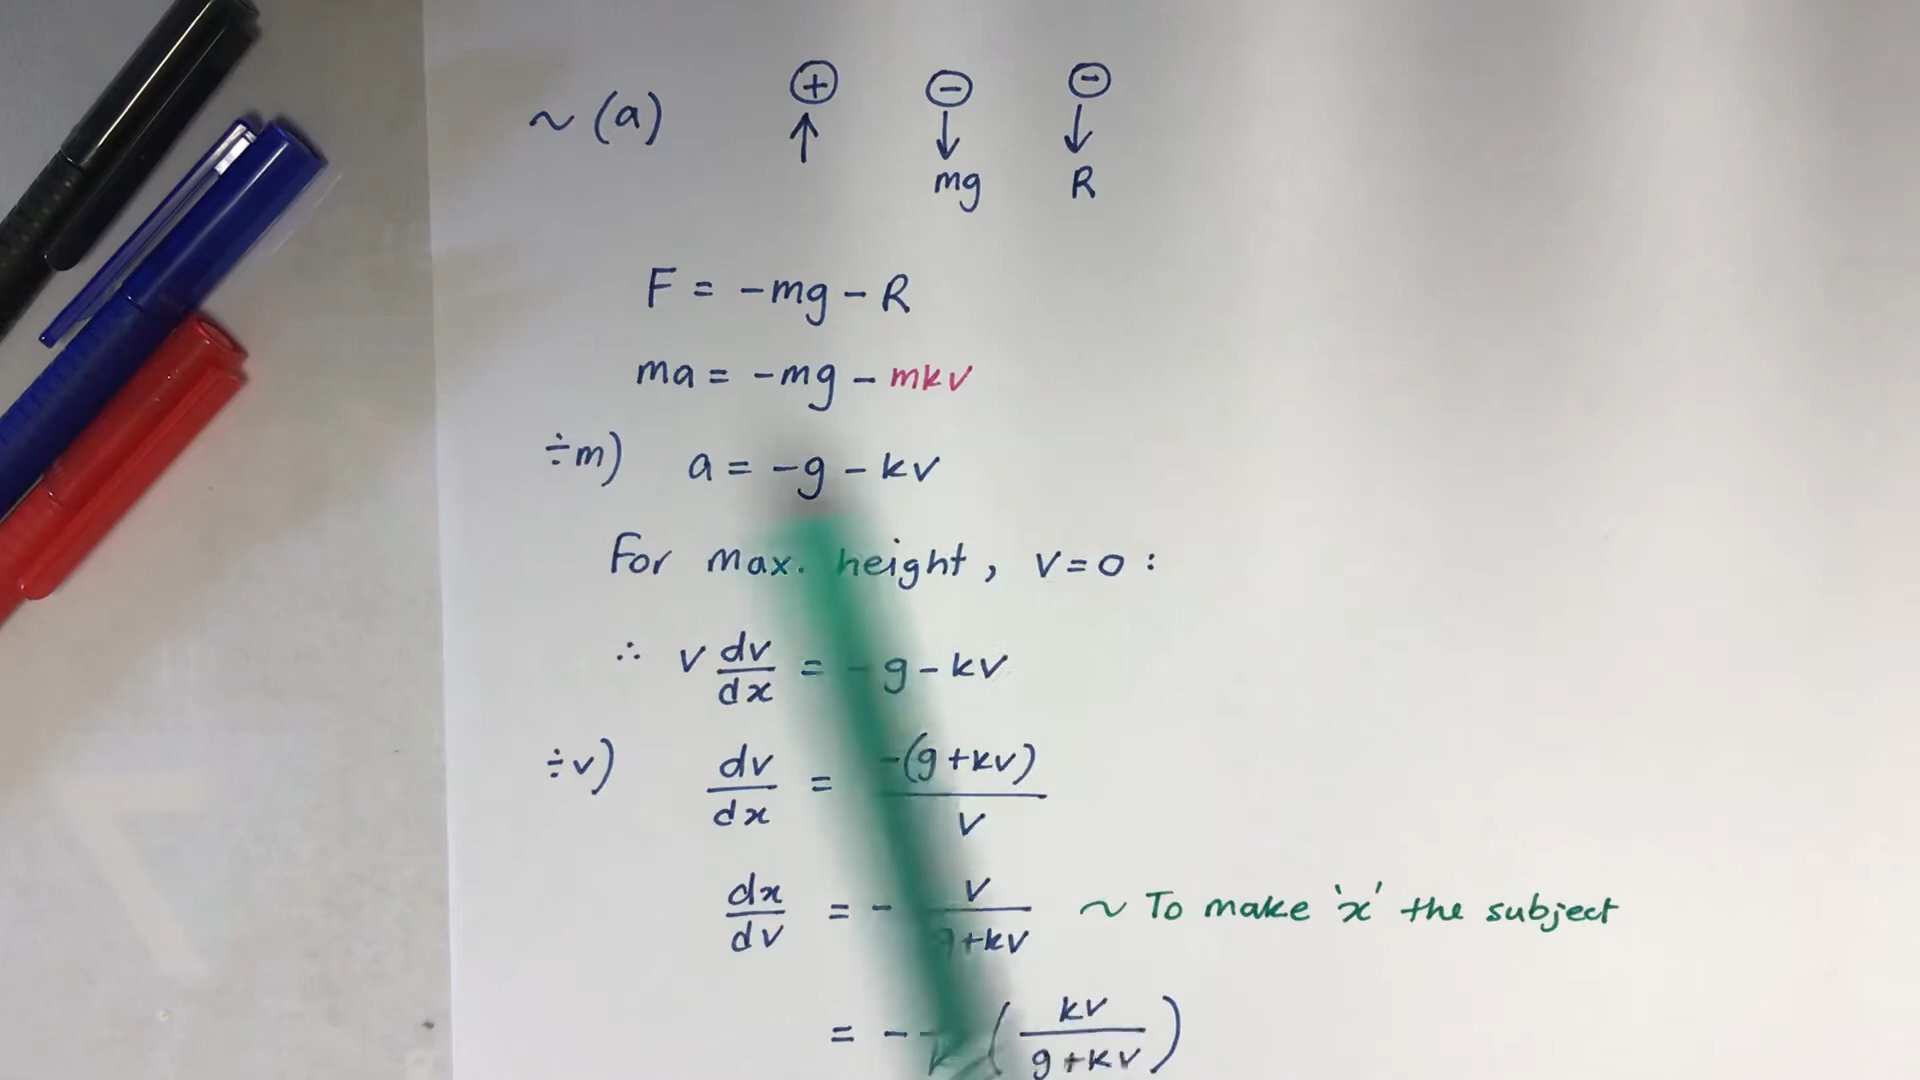 ~ (a) ⊕ ⊖ ⊖
↑ ↓ ↓
mg R
F = -mg - R
ma = -mg - mkv
÷m) a = -g - kv
For max. height, v=0 :
∴ v dv/dx = -g - kv
÷v) dv/dx = -(g+kv)/v
dx/dv = - v/g+kv ~ To make 'x' the subject
= - (kv/g+kv)